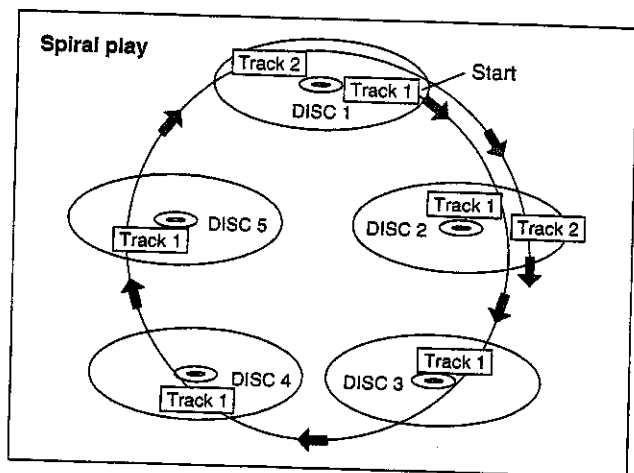 Spiral play
Track 2
Track 1
Start
DISC 1
Track 1
DISC 2
Track 2
DISC 5
Track 1
Track 1
DISC 3
DISC 4
Track 1